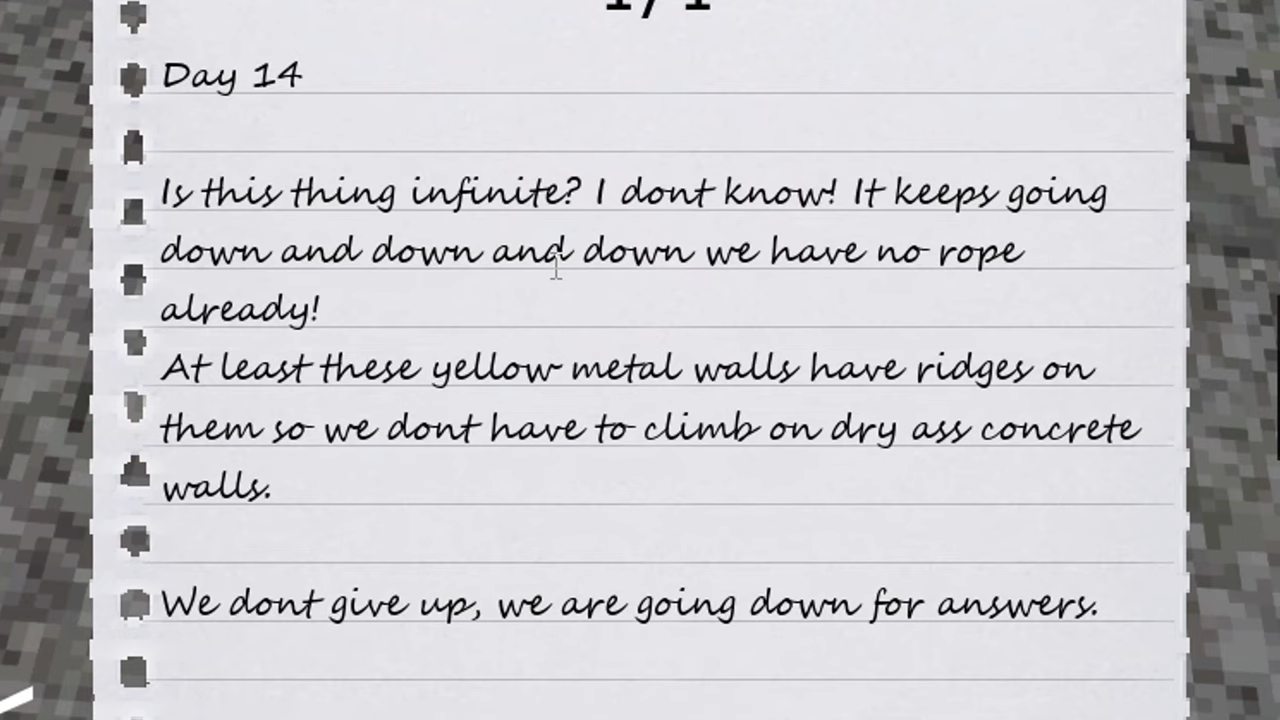 1/1
Day 14
Is this thing infinite? I dont know! It keeps going
down and down and down we have no rope
already!
At least these yellow metal walls have ridges on
them so we dont have to climb on dry ass concrete
walls.
We dont give up, we are going down for answers.